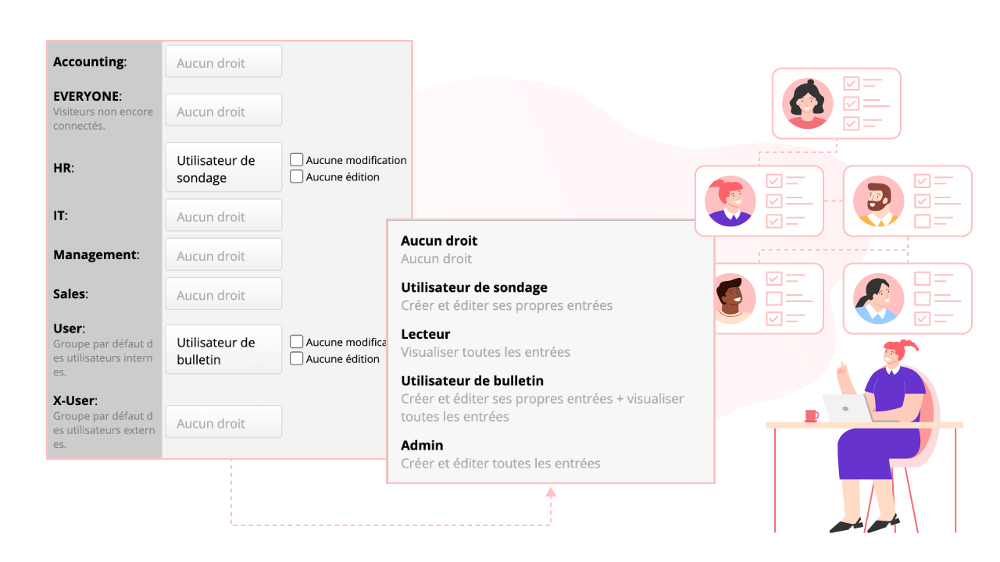 Accounting:
Aucun droit
EVERYONE:
Visiteurs non encore
connectés.
Aucun droit
HR:
Utilisateur de
sondage
Aucune modification
Aucune édition
IT:
Aucun droit
Management:
Aucun droit
Sales:
Aucun droit
User:
Groupe par défaut d
es utilisateurs intern
es.
Utilisateur de
bulletin
Aucune modifica
Aucune édition
X-User:
Groupe par défaut d
es utilisateurs extern
es.
Aucun droit
Aucun droit
Aucun droit
Utilisateur de sondage
Créer et éditer ses propres entrées
Lecteur
Visualiser toutes les entrées
Utilisateur de bulletin
Créer et éditer ses propres entrées + visualiser
toutes les entrées
Admin
Créer et éditer toutes les entrées